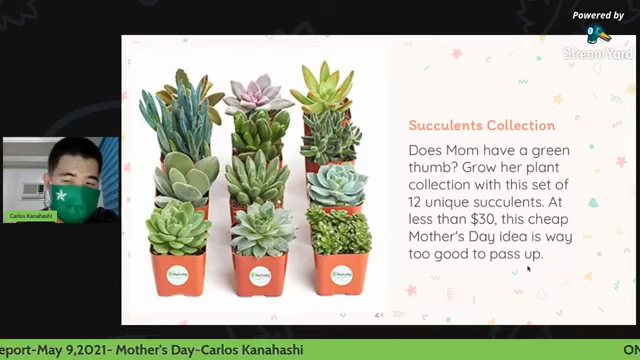 Powered by
StreamYard
Succulents Collection
Does Mom have a green
thumb? Grow her plant
collection with this set of
12 unique succulents. At
less than $30, this cheap
Mother's Day idea is way
too good to pass up.
21
Carlos Kanahashi
eport-May 9,2021- Mother's Day-Carlos Kanahashi
ON